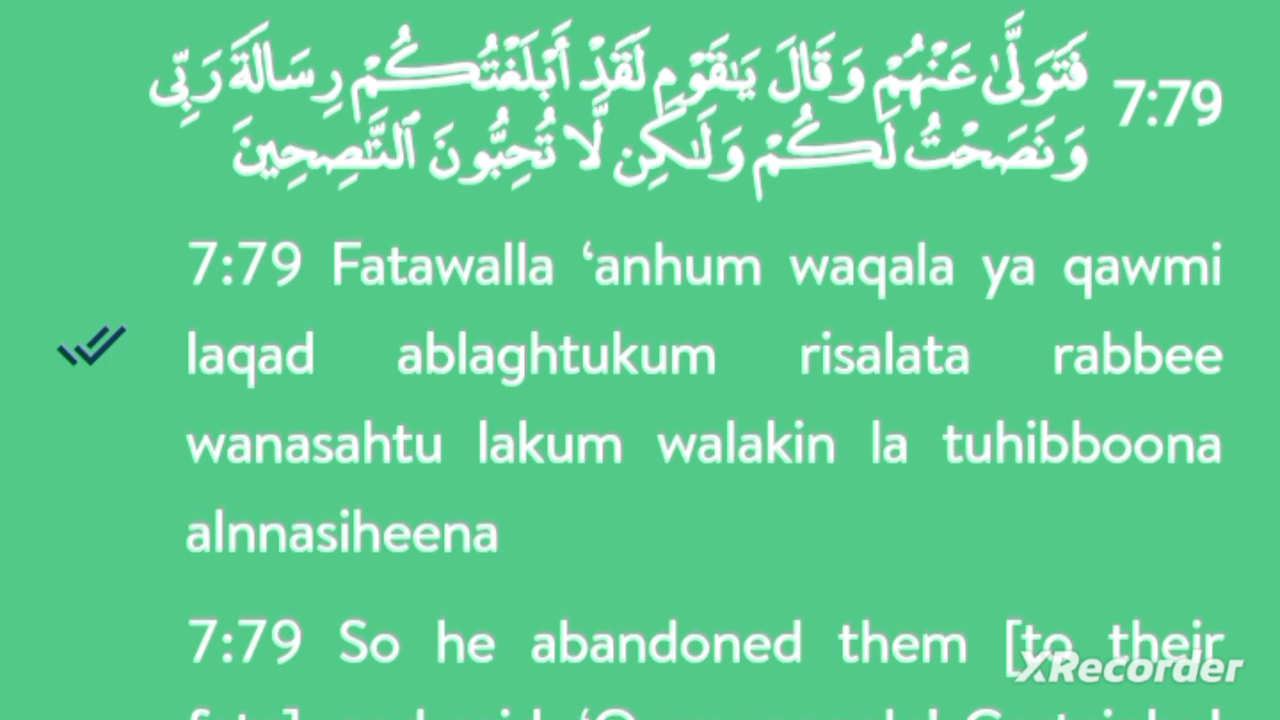 فَتَوَلَّىٰ عَنْهُمْ وَقَالَ يَـٰقَوْمِ لَقَدْ أَبْلَغْتُكُمْ رِسَالَةَ رَبِّى 7:79
وَنَصَحْتُ لَكُمْ وَلَـٰكِن لَّا تُحِبُّونَ ٱلنَّـٰصِحِينَ
7:79 Fatawalla ‘anhum waqala ya qawmi
laqad ablaghtukum risalata rabbee
wanasahtu lakum walakin la tuhibboona
alnnasiheena
7:79 So he abandoned them [to their
XRecorder